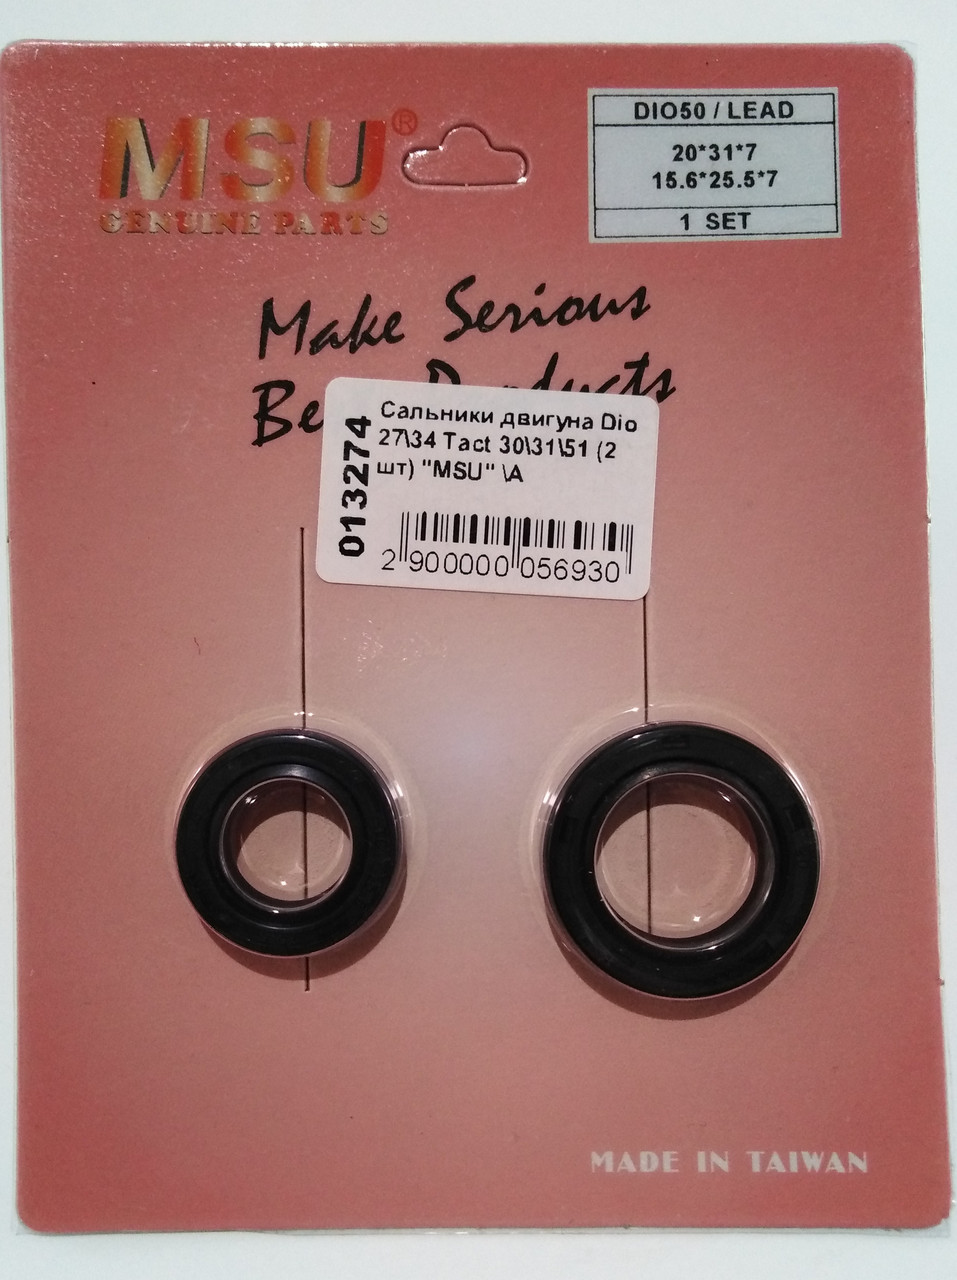 MSU®
GENUINE PARTS
DIO50 / LEAD
20*31*7
15.6*25.5*7
1 SET
Make Serious
Products
013274
Сальники двигуна Dio
27\34 Tact 30\31\51 (2
шт) "MSU" \A
2 900000 056930
MADE IN TAIWAN